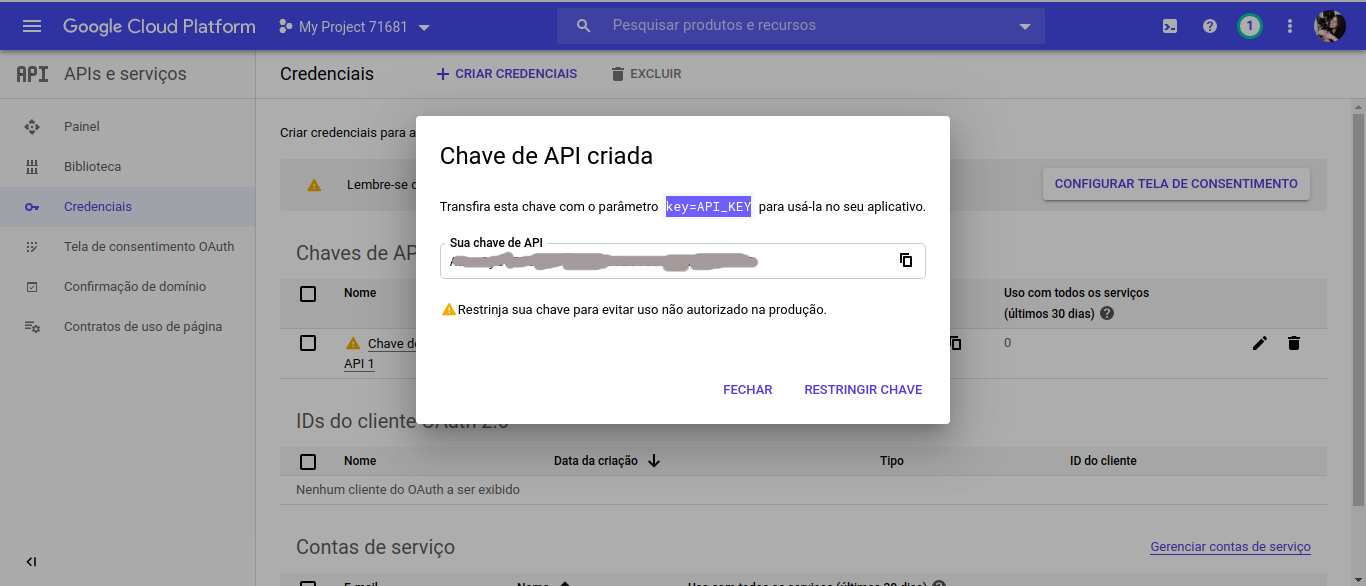 Google Cloud Platform
My Project 71681
Pesquisar produtos e recursos
1
API APIs e serviços
Painel
Biblioteca
Credenciais
Tela de consentimento OAuth
Confirmação de domínio
Contratos de uso de página
Credenciais
CRIAR CREDENCIAIS
EXCLUIR
Criar credenciais para a
Lembre-se
CONFIGURAR TELA DE CONSENTIMENTO
Chave de API criada
Transfira esta chave com o parâmetro key=API_KEY para usá-la no seu aplicativo.
Sua chave de API
Restrinja sua chave para evitar uso não autorizado na produção.
FECHAR
RESTRINGIR CHAVE
Chaves de AP
Nome
Uso com todos os serviços
(últimos 30 dias)
Chave de
API 1
0
IDs do cliente OAuth 2.0
Nome
Data da criação
Tipo
ID do cliente
Nenhum cliente do OAuth a ser exibido
Contas de serviço
Gerenciar contas de serviço
E-mail
Nome
Uso com todos os serviços (últimos 30 dias)